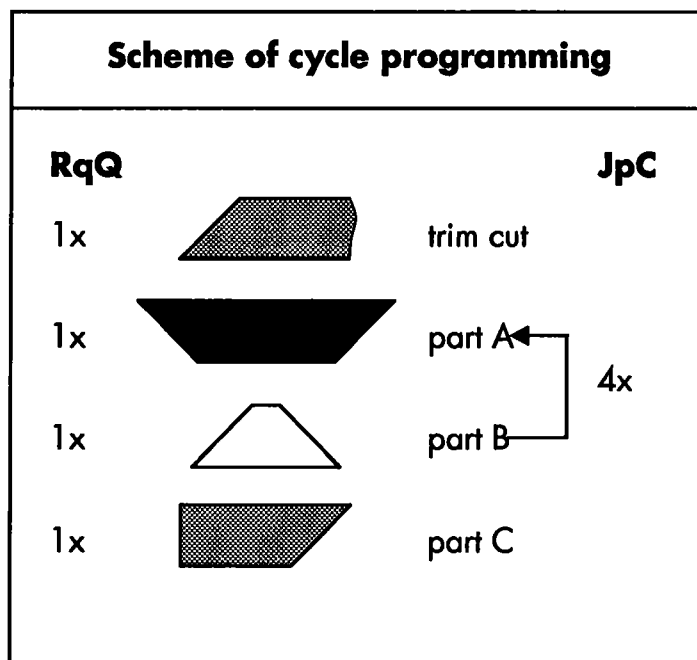 Scheme of cycle programming
RqQ JpC
1x trim cut
1x part A
4x
1x part B
1x part C